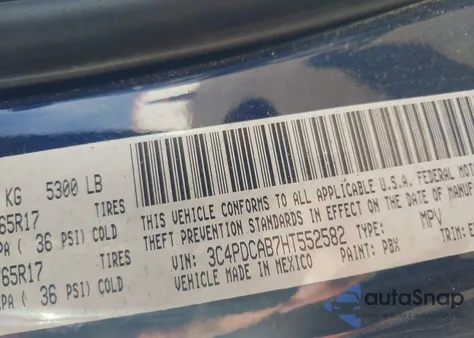 KG 5300 LB
65R17 TIRES
PA ( 36 PSI) COLD
65R17 TIRES
PA ( 36 PSI) COLD
THIS VEHICLE CONFORMS TO ALL APPLICABLE U.S.A. FEDERAL MOT
THEFT PREVENTION STANDARDS IN EFFECT ON THE DATE OF MANU
VIN: 3C4PDCAB7HT552582 MPV
VEHICLE MADE IN MEXICO PAINT: PBX TRIM:
autoSnap